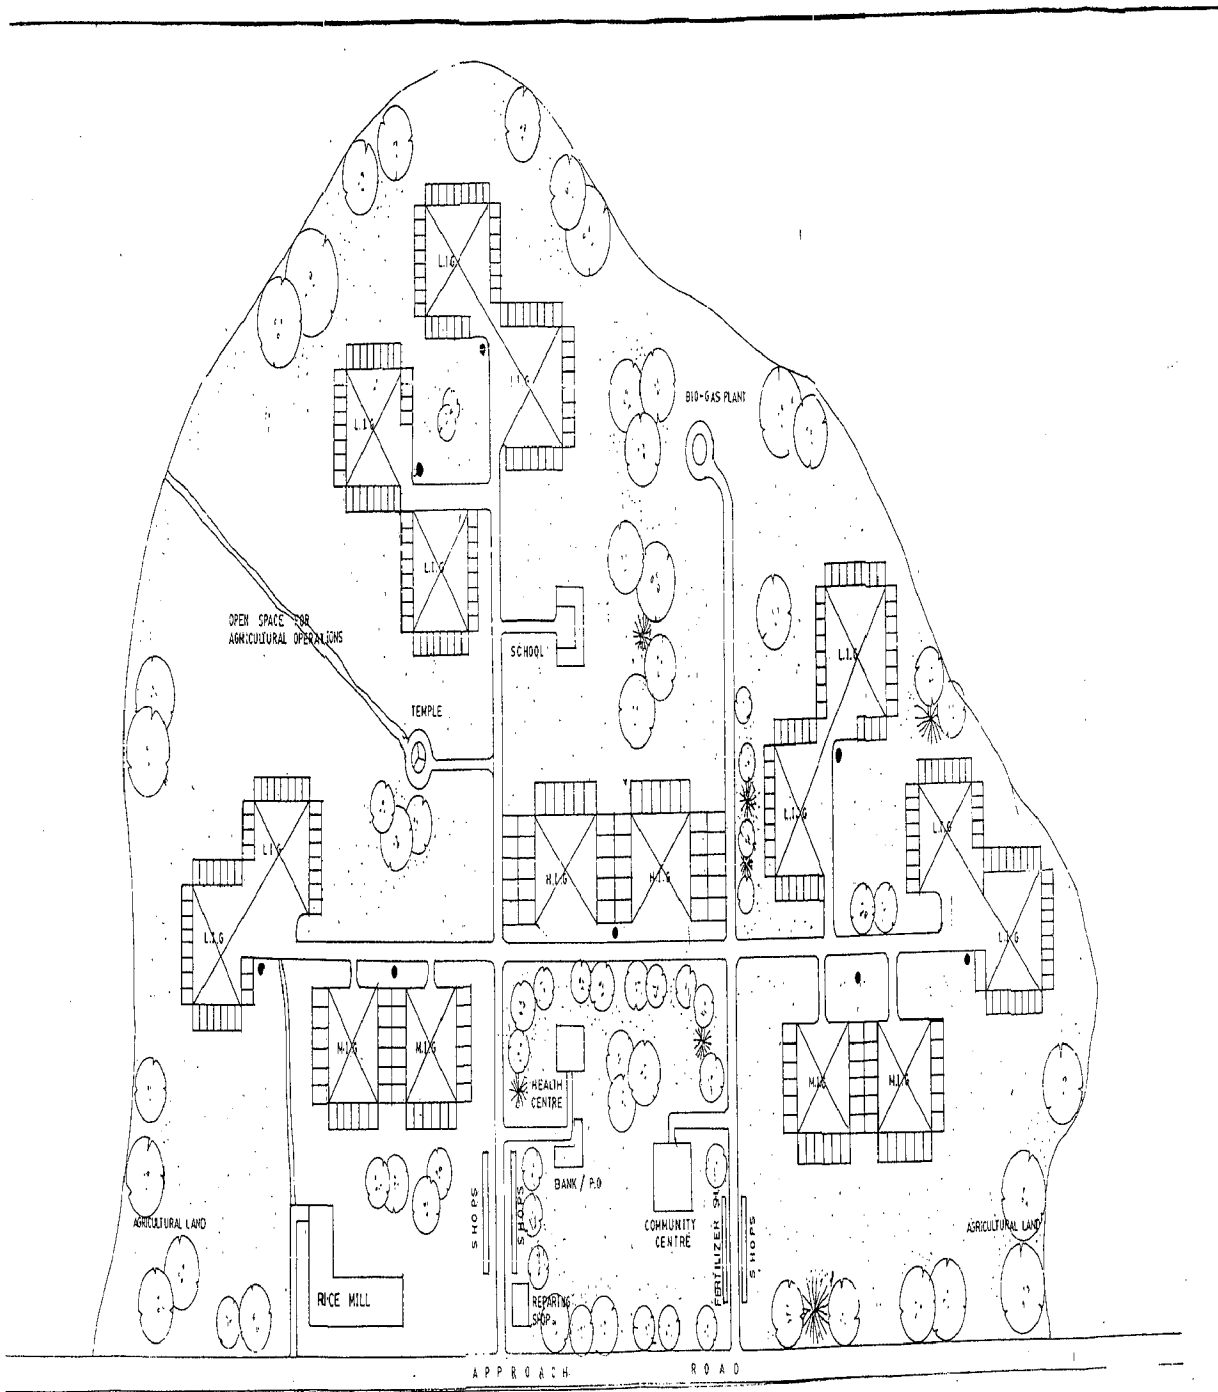 L.I.G
L.I.G
BIO-GAS PLANT
L.I.G
L.I.G
OPEN SPACE FOR
AGRICULTURAL OPERATIONS
SCHOOL
L.I.G
TEMPLE
L.I.G
L.I.G
L.I.G
H.I.G
H.I.G
L.I.G
L.I.G
M.I.G
M.I.G
HEALTH
CENTRE
M.I.G
M.I.G
BANK / P.O
SHOPS
SHOPS
AGRICULTURAL LAND
COMMUNITY
CENTRE
FERTILIZER
SHOPS
AGRICULTURAL LAND
RICE MILL
REPARING
SHOP
APPROACH ROAD